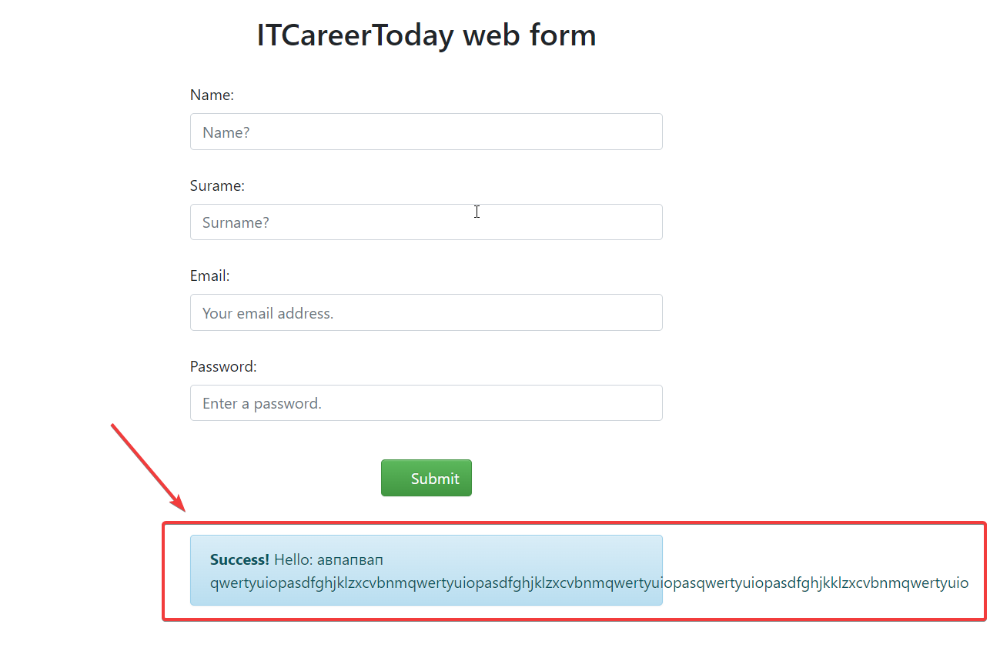 ITCareerToday web form
Name:
Name?
Surame:
Surname?
Email:
Your email address.
Password:
Enter a password.
Submit
Success! Hello: авпапвап
qwertyuiopasdfghjklzxcvbnmqwertyuiopasdfghjklzxcvbnmqwertyuiopasqwertyuiopasdfghjkklzxcvbnmqwertyuio